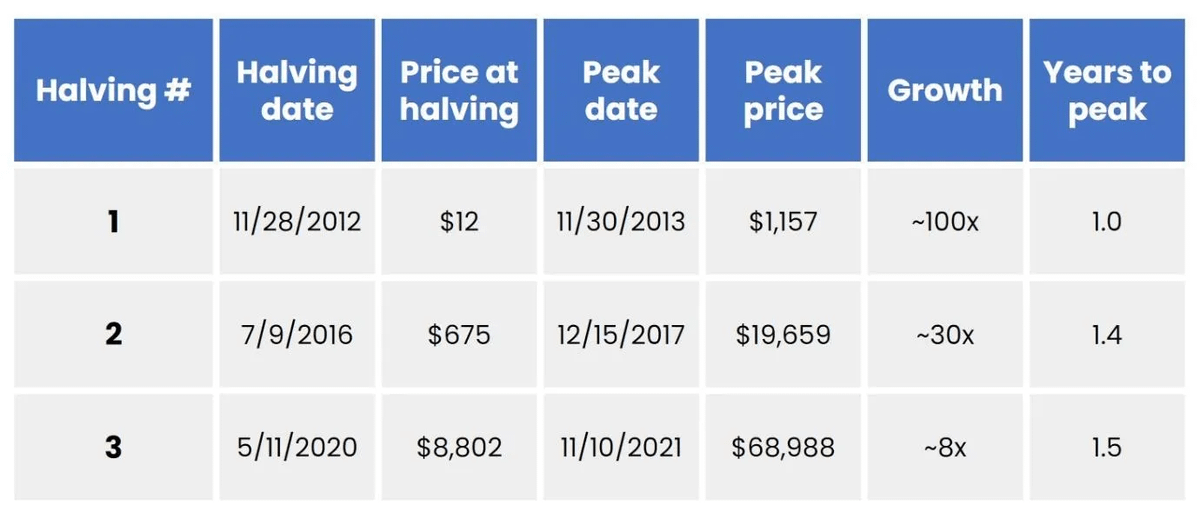 Halving # Halving date Price at halving Peak date Peak price Growth Years to peak
1 11/28/2012 $12 11/30/2013 $1,157 ~100x 1.0
2 7/9/2016 $675 12/15/2017 $19,659 ~30x 1.4
3 5/11/2020 $8,802 11/10/2021 $68,988 ~8x 1.5